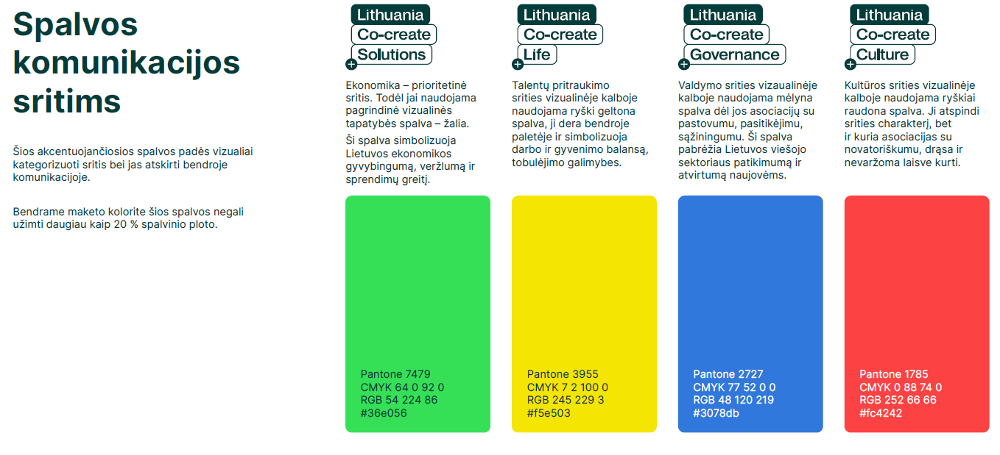 Spalvos
komunikacijos
sritims
Šios akcentuojančiosios spalvos padės vizualiai
kategorizuoti sritis bei jas atskirti bendroje
komunikacijoje.
Bendrame maketo kolorite šios spalvos negali
užimti daugiau kaip 20 % spalvinio ploto.
Lithuania
Co-create
Solutions
+
Ekonomika – prioritetinė
sritis. Todėl jai naudojama
pagrindinė vizualinės
tapatybės spalva – žalia.
Ši spalva simbolizuoja
Lietuvos ekonomikos
gyvybingumą, veržlumą ir
sprendimų greitį.
Pantone 7479
CMYK 64 0 92 0
RGB 54 224 86
#36e056
Lithuania
Co-create
Life
+
Talentų pritraukimo
srities vizualinėje kalboje
naudojama ryški geltona
spalva, ji dera bendroje
paletėje ir simbolizuoja
darbo ir gyvenimo balansą,
tobulėjimo galimybes.
Pantone 3955
CMYK 7 2 100 0
RGB 245 229 3
#f5e503
Lithuania
Co-create
Governance
+
Valdymo srities vizaualinėje
kalboje naudojama mėlyna
spalva dėl jos asociacijų su
pastovumu, pasitikėjimu,
sąžiningumu. Ši spalva
pabrėžia Lietuvos viešojo
sektoriaus patikimumą ir
atvirtumą naujovėms.
Pantone 2727
CMYK 77 52 0 0
RGB 48 120 219
#3078db
Lithuania
Co-create
Culture
+
Kultūros srities vizualinėje
kalboje naudojama ryškiai
raudona spalva. Ji atspindi
srities charakterį, bet
ir kuria asociacijas su
novatoriškumu, drąsa ir
nevaržoma laisve kurti.
Pantone 1785
CMYK 0 88 74 0
RGB 252 66 66
#fc4242